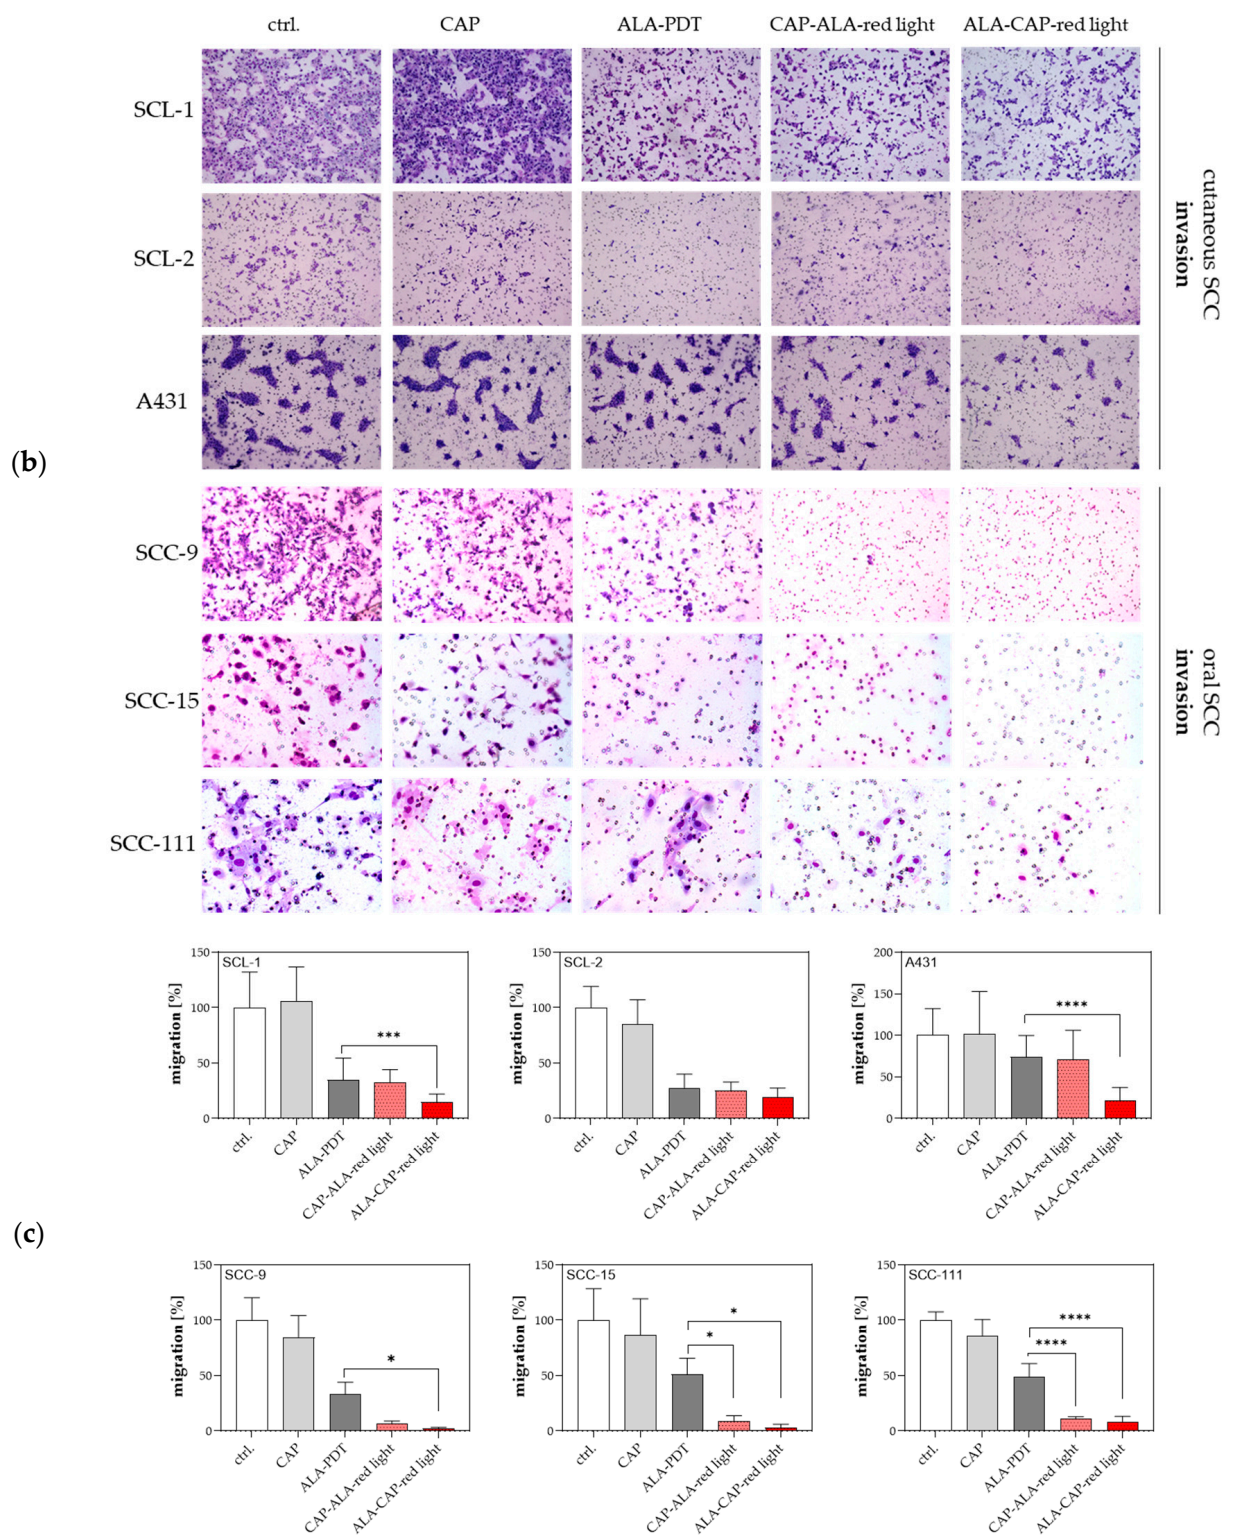 ctrl. CAP ALA-PDT CAP-ALA-red light ALA-CAP-red light
SCL-1
SCL-2
A431
cutaneous SCC
invasion
(b)
SCC-9
SCC-15
SCC-111
oral SCC
invasion
SCL-1
migration [%]
150
100
50
0
***
ctrl.
CAP
ALA-PDT
CAP-ALA-red light
ALA-CAP-red light
SCL-2
migration [%]
150
100
50
0
ctrl.
CAP
ALA-PDT
CAP-ALA-red light
ALA-CAP-red light
A431
migration [%]
200
150
100
50
0
****
ctrl.
CAP
ALA-PDT
CAP-ALA-red light
ALA-CAP-red light
(c)
SCC-9
migration [%]
150
100
50
0
*
ctrl.
CAP
ALA-PDT
CAP-ALA-red light
ALA-CAP-red light
SCC-15
migration [%]
150
100
50
0
*
*
ctrl.
CAP
ALA-PDT
CAP-ALA-red light
ALA-CAP-red light
SCC-111
migration [%]
150
100
50
0
****
****
ctrl.
CAP
ALA-PDT
CAP-ALA-red light
ALA-CAP-red light